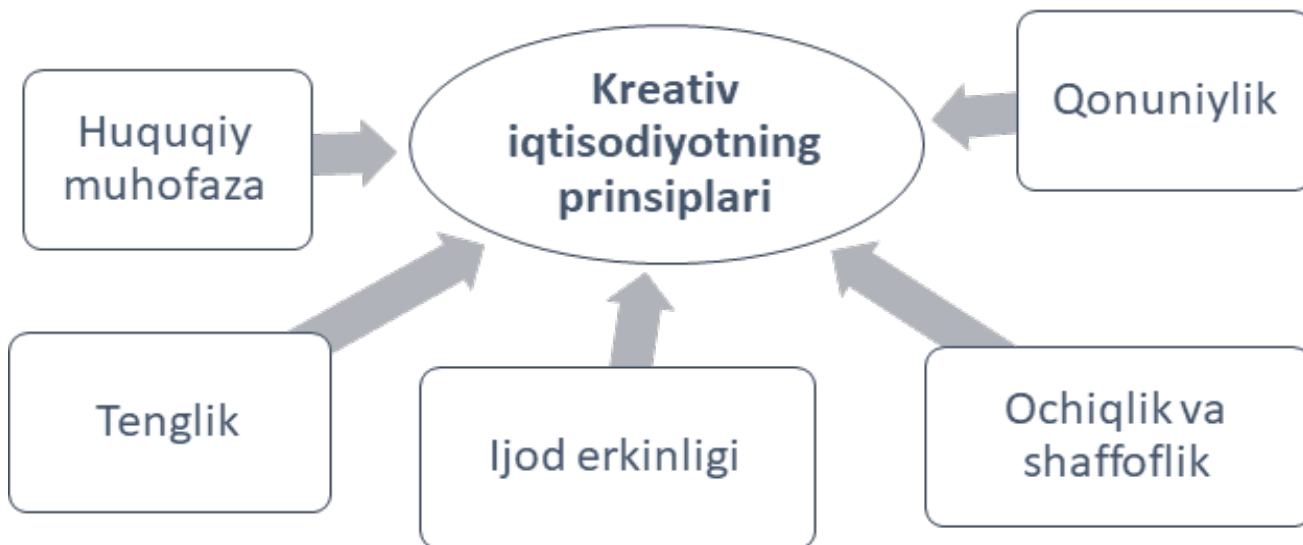 Kreativ
iqtisodiyotning
prinsiplari
Huquqiy
muhofaza
Qonuniylik
Tenglik
Ijod erkinligi
Ochiqlik va
shaffoflik